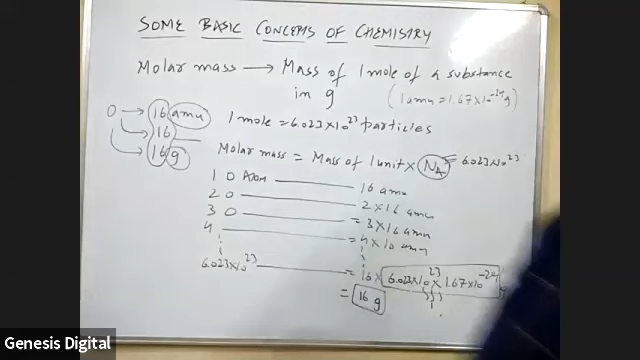 SOME BASIC CONCEPTS OF CHEMISTRY
Molar mass → Mass of 1 mole of a substance
in g
(1 amu = 1.67×10⁻²⁴ g)
O → 16 amu
→ 16
→ 16 g
1 mole = 6.023×10²³ particles
Molar mass = Mass of 1 unit × NA = 6.023×10²³
1 O Atom — 16 amu
2 O — 2×16 amu
3 O — = 3×16 amu
4 — = 4×10 amu
6.023×10²³ — = 16 × 6.023×10²³ × 1.67×10⁻²⁴
= 16 g
Genesis Digital